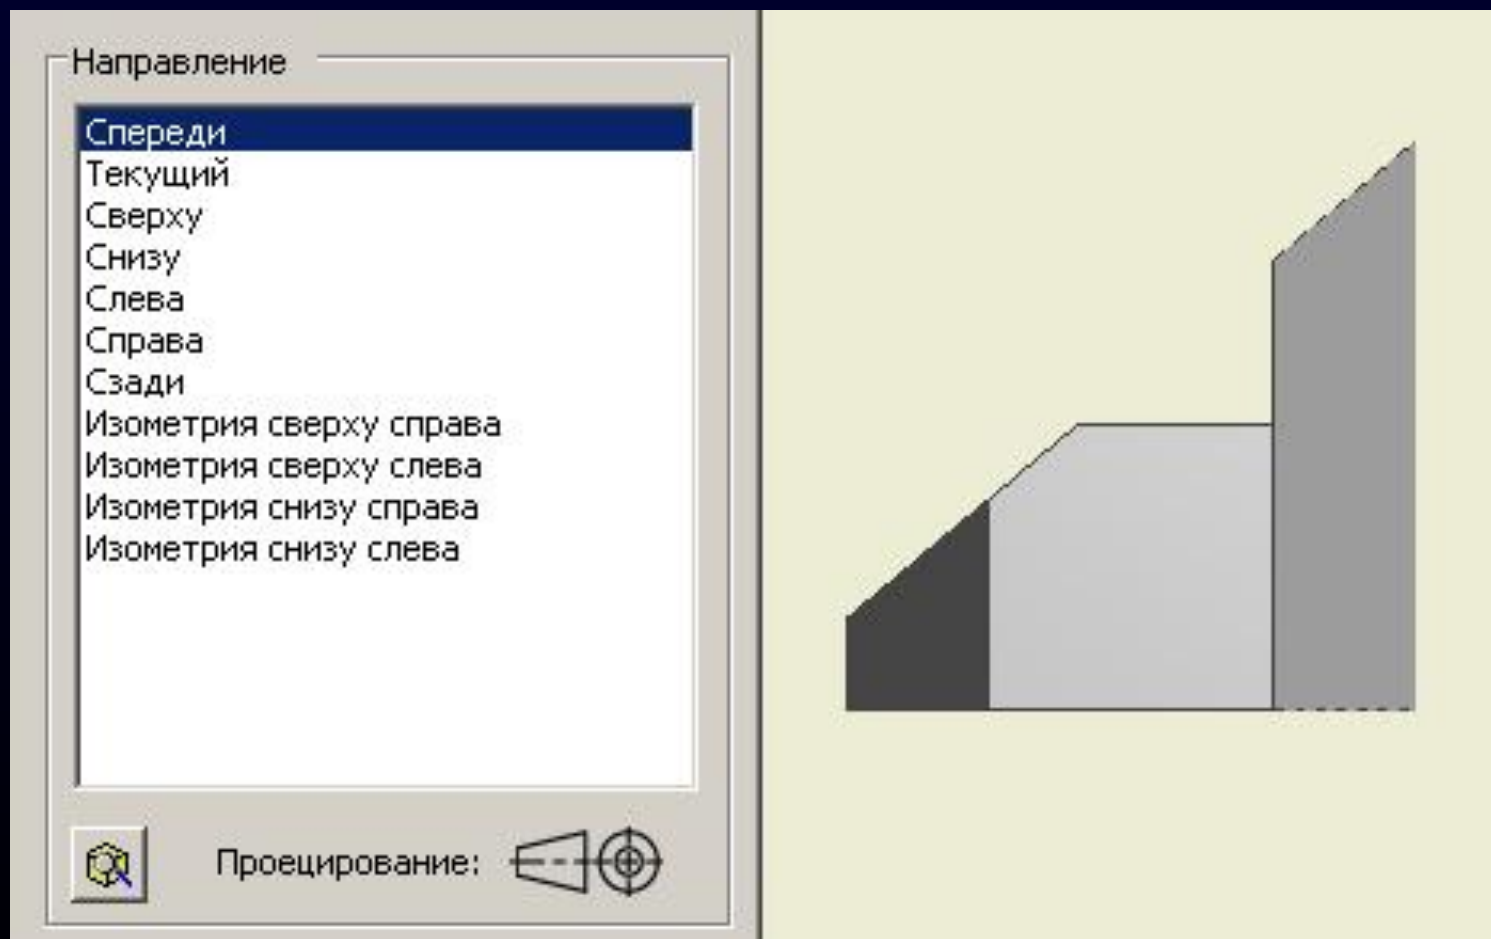 Направление
Спереди
Текущий
Сверху
Снизу
Слева
Справа
Сзади
Изометрия сверху справа
Изометрия сверху слева
Изометрия снизу справа
Изометрия снизу слева
Проецирование: